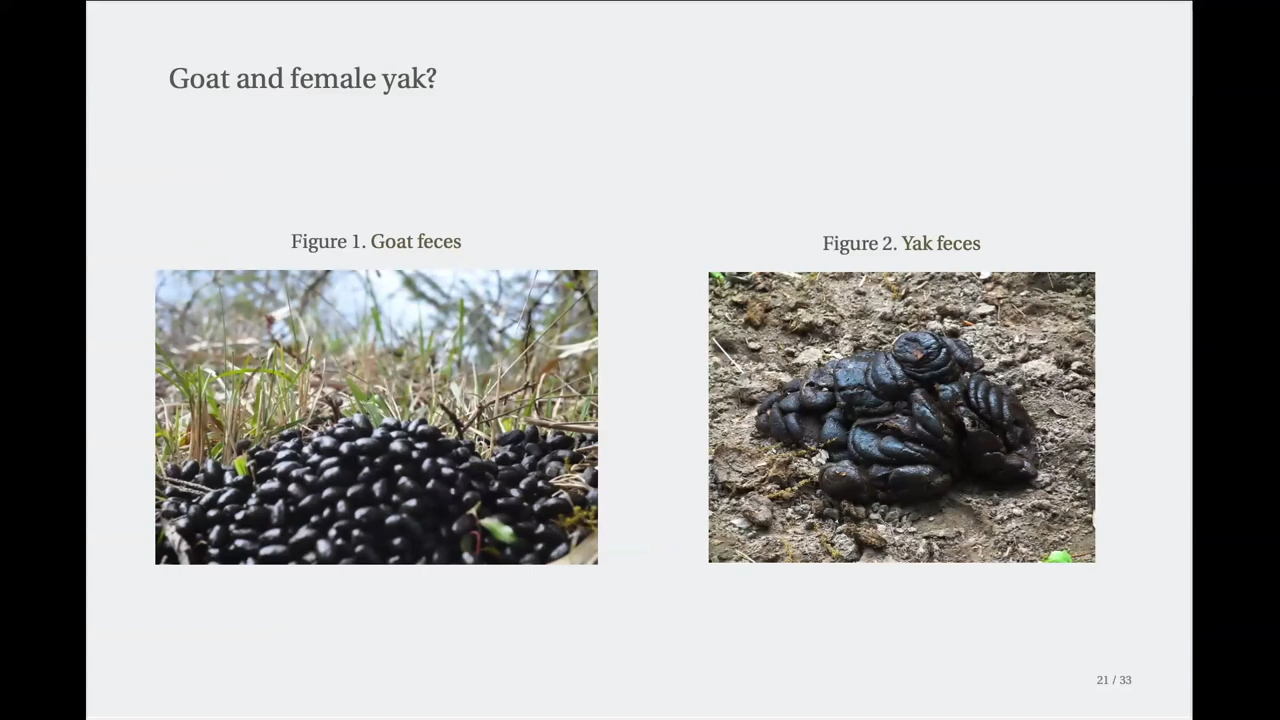 Goat and female yak?
Figure 1. Goat feces
Figure 2. Yak feces
21 / 33